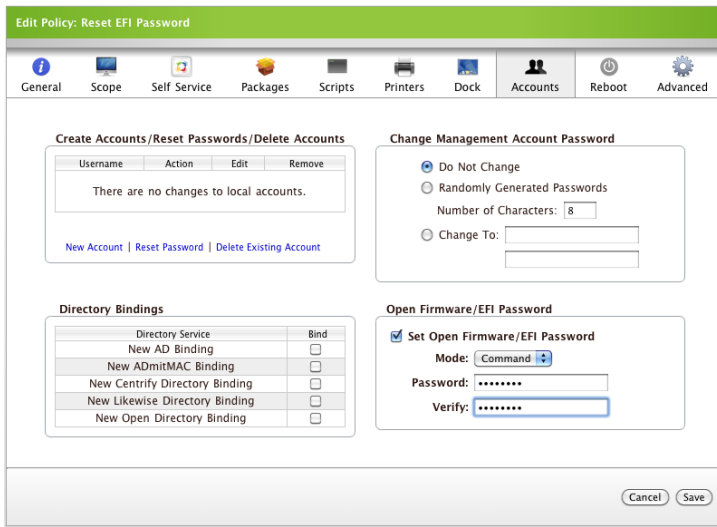 Edit Policy: Reset EFI Password
General
Scope
Self Service
Packages
Scripts
Printers
Dock
Accounts
Reboot
Advanced
Create Accounts/Reset Passwords/Delete Accounts
Username Action Edit Remove
There are no changes to local accounts.
New Account | Reset Password | Delete Existing Account
Change Management Account Password
Do Not Change
Randomly Generated Passwords
Number of Characters: 8
Change To:
Directory Bindings
Directory Service Bind
New AD Binding
New ADmitMAC Binding
New Centrify Directory Binding
New Likewise Directory Binding
New Open Directory Binding
Open Firmware/EFI Password
Set Open Firmware/EFI Password
Mode: Command
Password: ••••••••
Verify: ••••••••
Cancel
Save